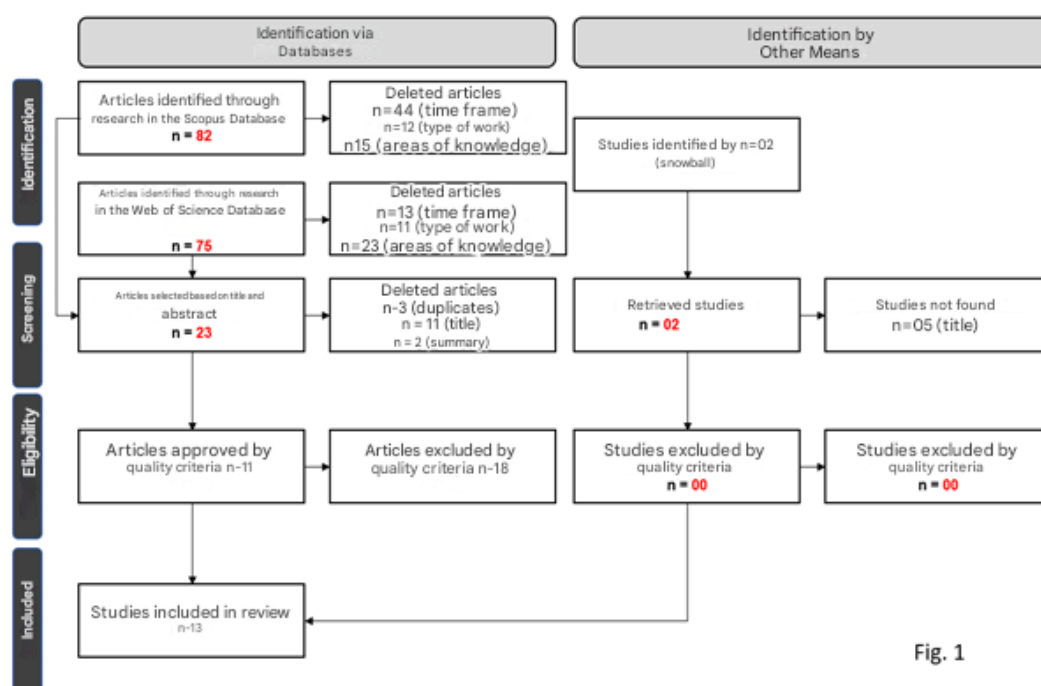 Identification via
Databases
Identification by
Other Means
Identification
Articles identified through
research in the Scopus Database
n = 82
Deleted articles
n=44 (time frame)
n=12 (type of work)
n15 (areas of knowledge)
Studies identified by n=02
(snowball)
Articles identified through research
in the Web of Science Database
n = 75
Deleted articles
n=13 (time frame)
n=11 (type of work)
n=23 (areas of knowledge)
Screening
Articles selected based on title and
abstract
n = 23
Deleted articles
n-3 (duplicates)
n = 11 (title)
n = 2 (summary)
Retrieved studies
n = 02
Studies not found
n=05 (title)
Eligibility
Articles approved by
quality criteria n-11
Articles excluded by
quality criteria n-18
Studies excluded by
quality criteria
n = 00
Studies excluded by
quality criteria
n = 00
Included
Studies included in review
n-13
Fig. 1